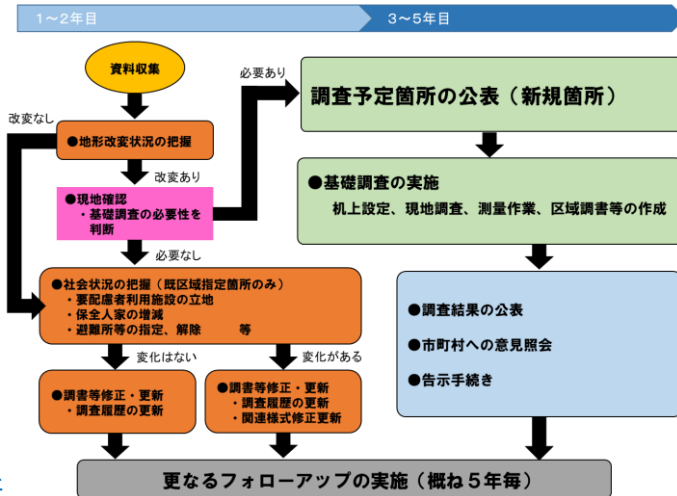 1～2年目
3～5年目
資料収集
必要あり
調査予定箇所の公表（新規箇所）
改変なし
●地形改変状況の把握
改変あり
●現地確認
・基礎調査の必要性を
判断
●基礎調査の実施
机上設定、現地調査、測量作業、区域調書等の作成
必要なし
●社会状況の把握（既区域指定箇所のみ）
・要配慮者利用施設の立地
・保全人家の増減
・避難所等の指定、解除　　等
●調査結果の公表
●市町村への意見照会
●告示手続き
変化はない
変化がある
●調書等修正・更新
・調査履歴の更新
●調書等修正・更新
・調査履歴の更新
・関連様式修正更新
更なるフォローアップの実施（概ね５年毎）